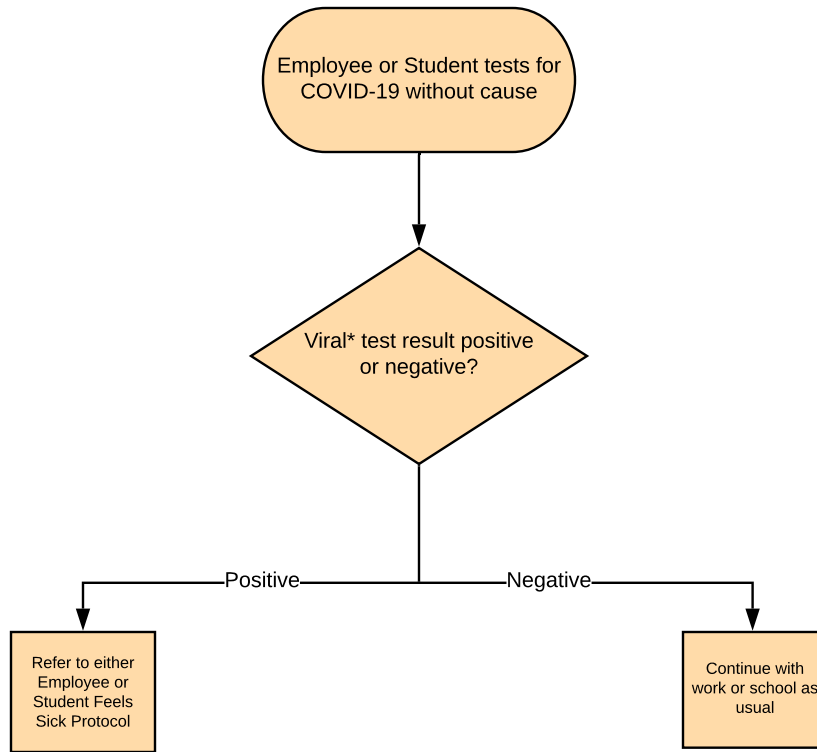 Employee or Student tests for
COVID-19 without cause
Viral* test result positive
or negative?
Positive
Negative
Refer to either
Employee or
Student Feels
Sick Protocol
Continue with
work or school as
usual